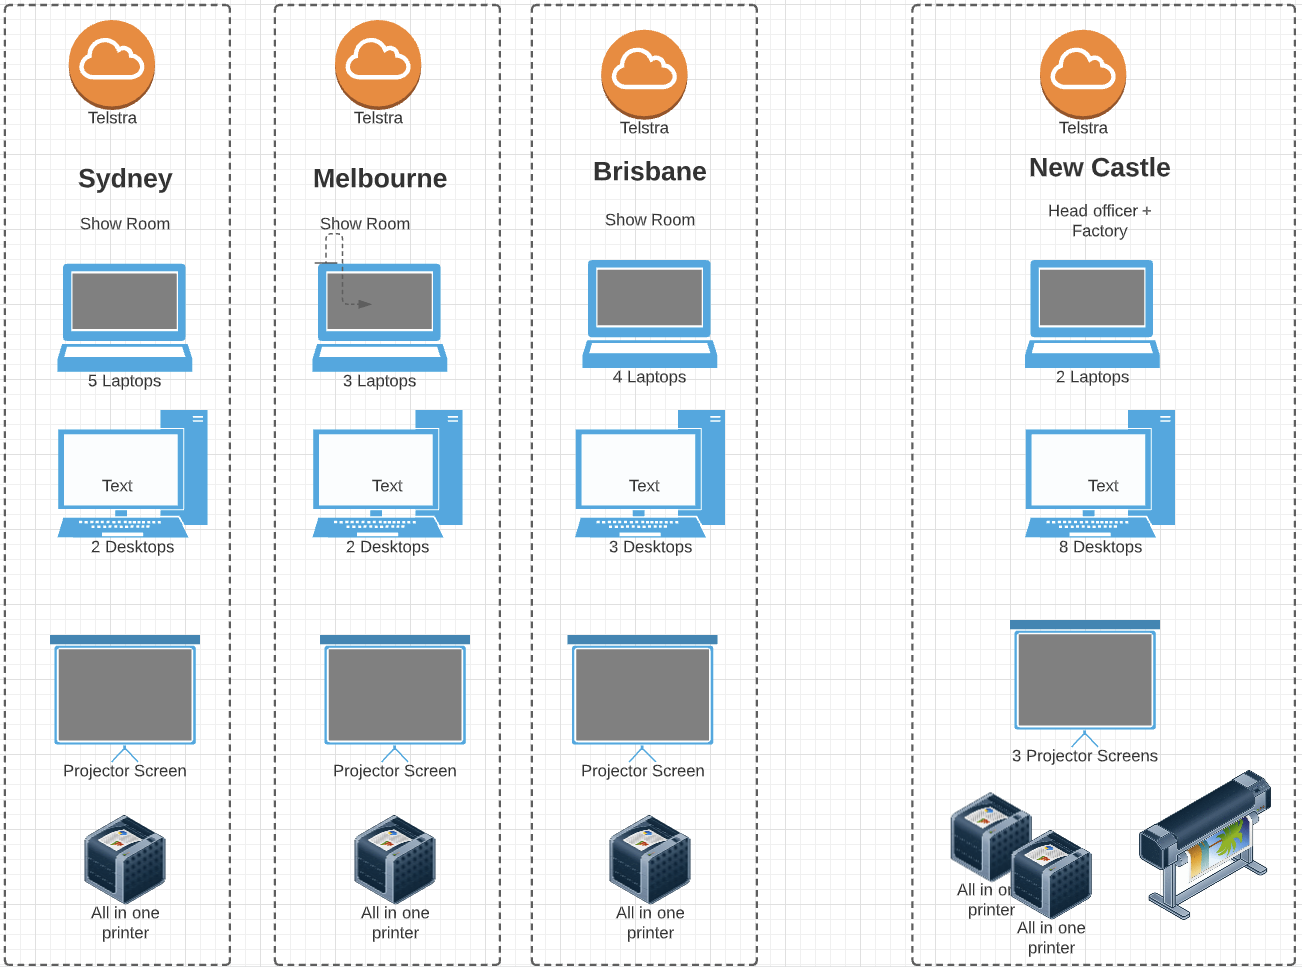 Telstra
Sydney
Show Room
5 Laptops
Text
2 Desktops
Projector Screen
All in one
printer
Telstra
Melbourne
Show Room
3 Laptops
Text
2 Desktops
Projector Screen
All in one
printer
Telstra
Brisbane
Show Room
4 Laptops
Text
3 Desktops
Projector Screen
All in one
printer
Telstra
New Castle
Head officer +
Factory
2 Laptops
Text
8 Desktops
3 Projector Screens
All in
printer
All in one
printer